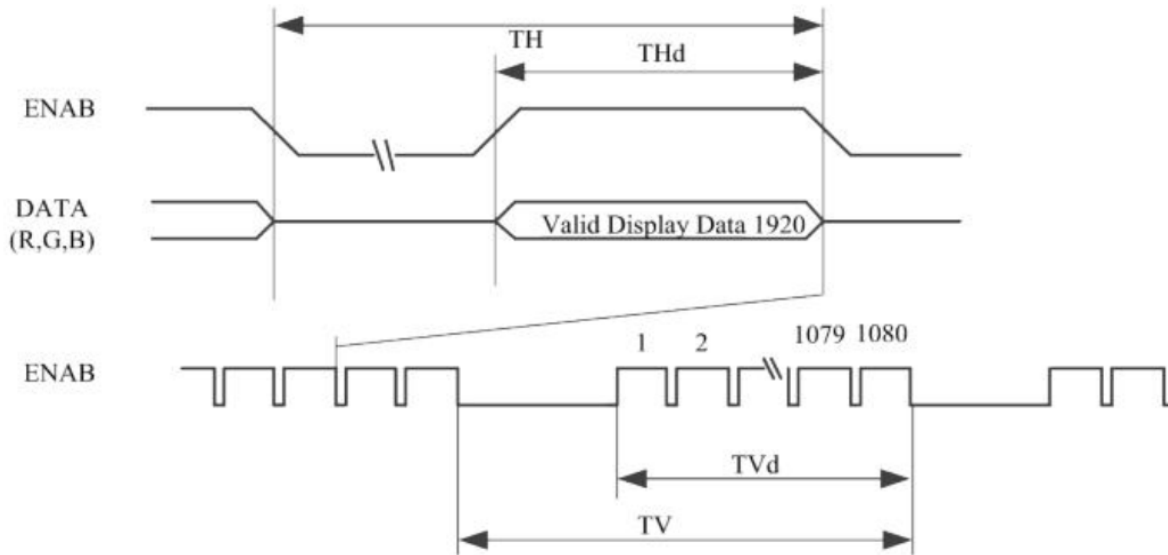 TH
THd
ENAB
DATA
(R,G,B)
Valid Display Data 1920
1 2 1079 1080
ENAB
TVd
TV